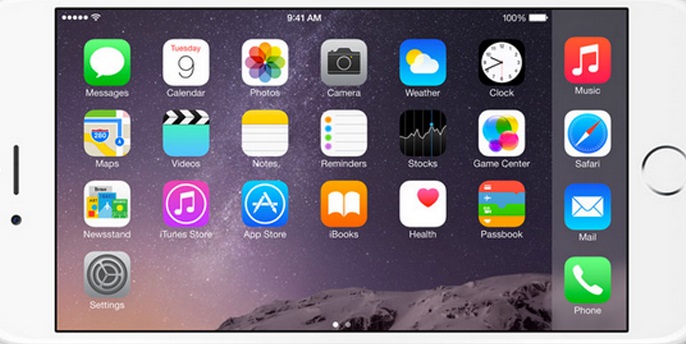 9:41 AM
100%
Tuesday
9
Messages
Calendar
Photos
Camera
Weather
Clock
Music
280
Maps
Videos
Notes
Reminders
Stocks
Game Center
Safari
Newsstand
iTunes Store
App Store
iBooks
Health
Passbook
Mail
Settings
Phone